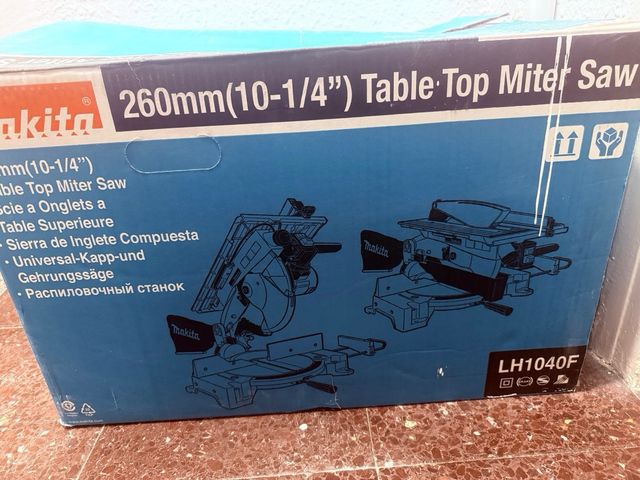 akita ®
260mm(10-1/4") Table Top Miter Saw
mm(10-1/4")
ble Top Miter Saw
cie a Onglets a
Table Superieure
• Sierra de Inglete Compuesta
• Universal-Kapp-und
Gehrungssäge
• Распиловочный станок
makita
makita
LH1040F